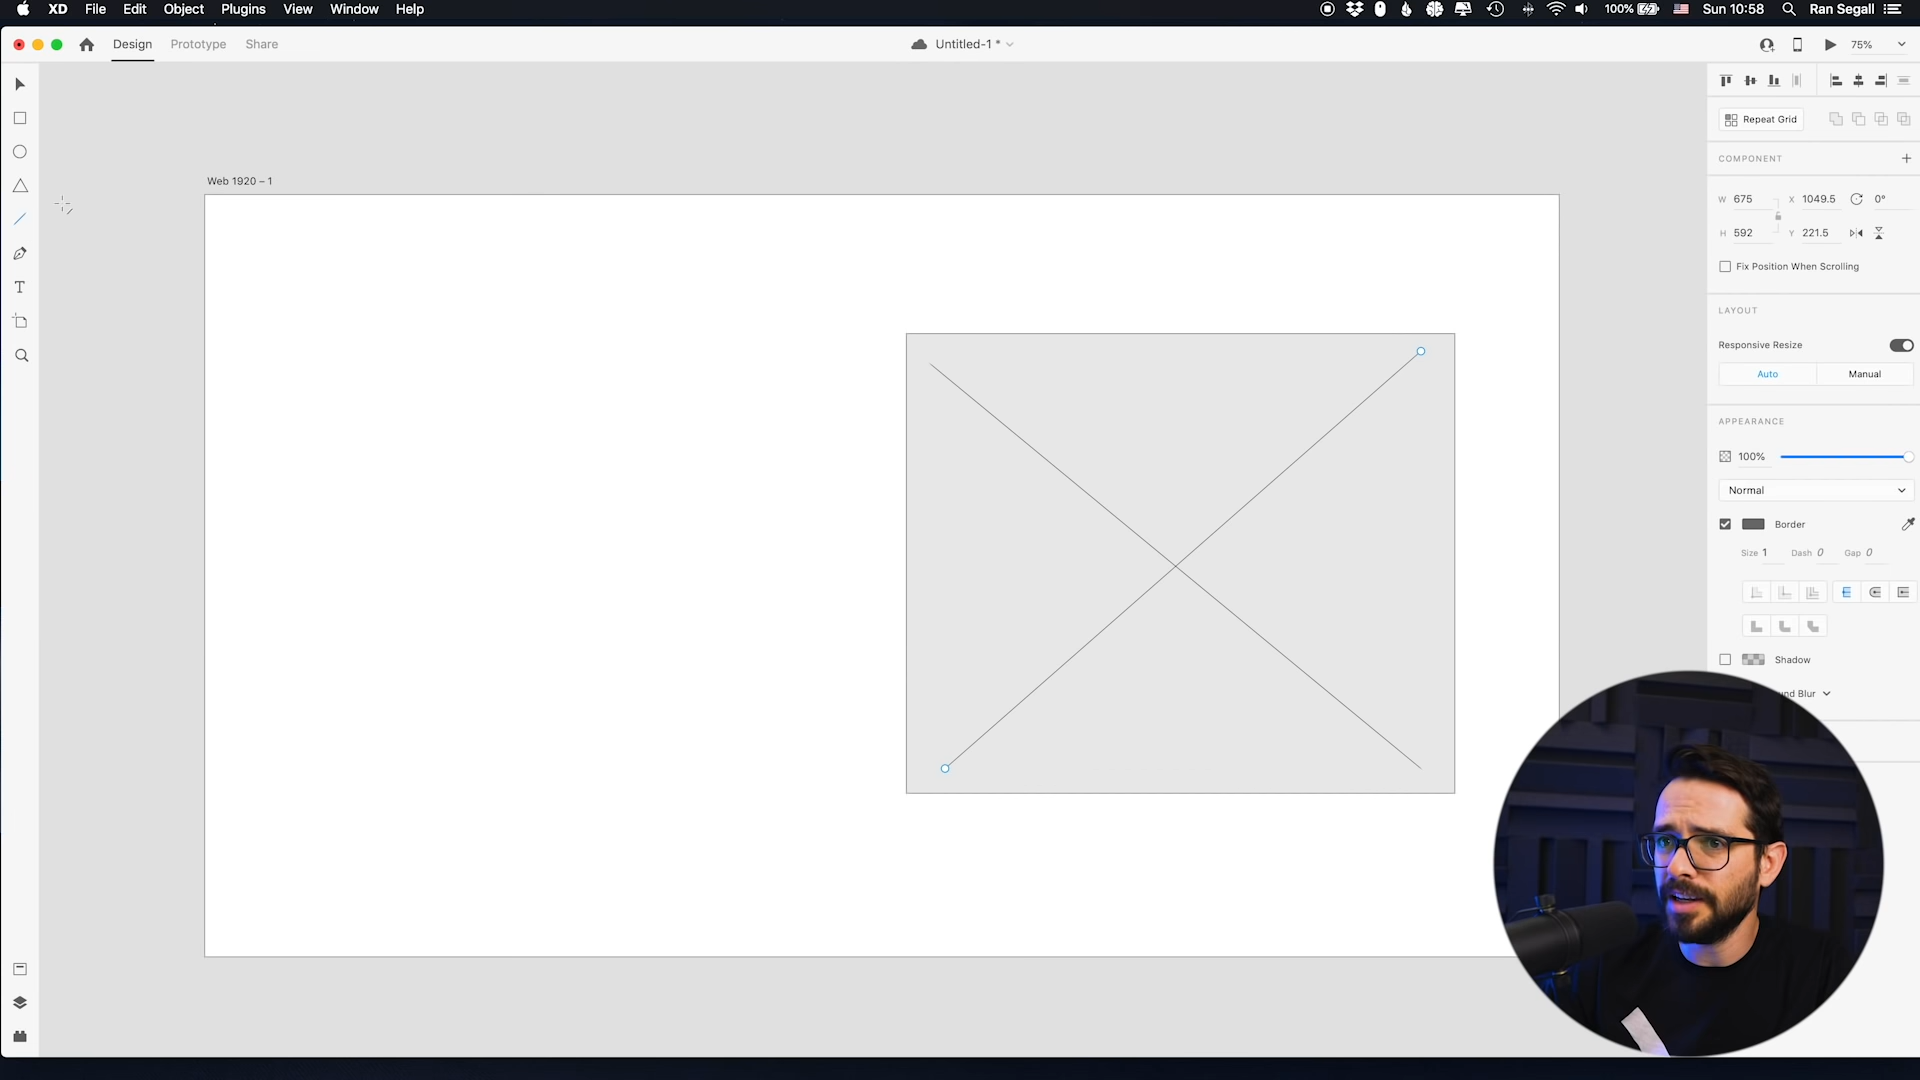 XD File Edit Object Plugins View Window Help 100% Sun 10:58 Ran Segall
Design Prototype Share Untitled-1 * 75%
Repeat Grid
COMPONENT
Web 1920 – 1
W 675 X 1049.5 0°
H 592 Y 221.5
Fix Position When Scrolling
LAYOUT
Responsive Resize
Auto Manual
APPEARANCE
100%
Normal
Border
Size 1 Dash 0 Gap 0
Shadow
Blur